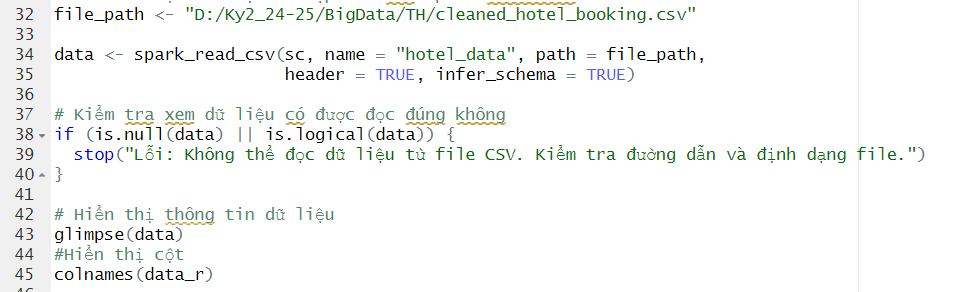 32 file_path <- "D:/Ky2_24-25/BigData/TH/cleaned_hotel_booking.csv"
33
34 data <- spark_read_csv(sc, name = "hotel_data", path = file_path,
35 header = TRUE, infer_schema = TRUE)
36
37 # Kiểm tra xem dữ liệu có được đọc đúng không
38 if (is.null(data) || is.logical(data)) {
39 stop("Lỗi: Không thể đọc dữ liệu từ file CSV. Kiểm tra đường dẫn và định dạng file.")
40 }
41
42 # Hiển thị thông tin dữ liệu
43 glimpse(data)
44 #Hiển thị cột
45 colnames(data_r)